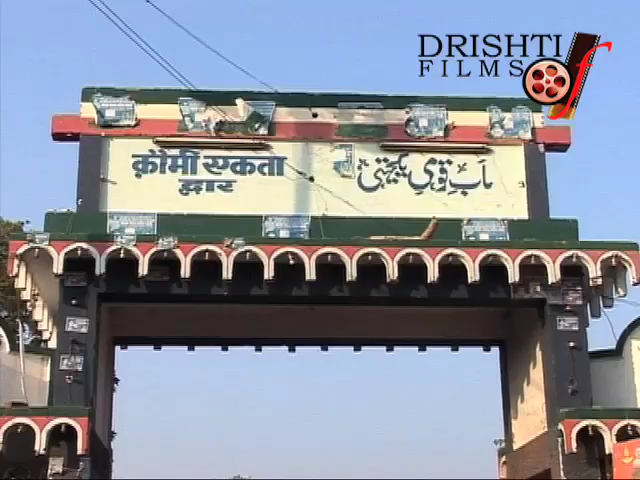 DRISHTI
FILMS
क़ौमी एकता
द्वार
باب قومی یکجہتی